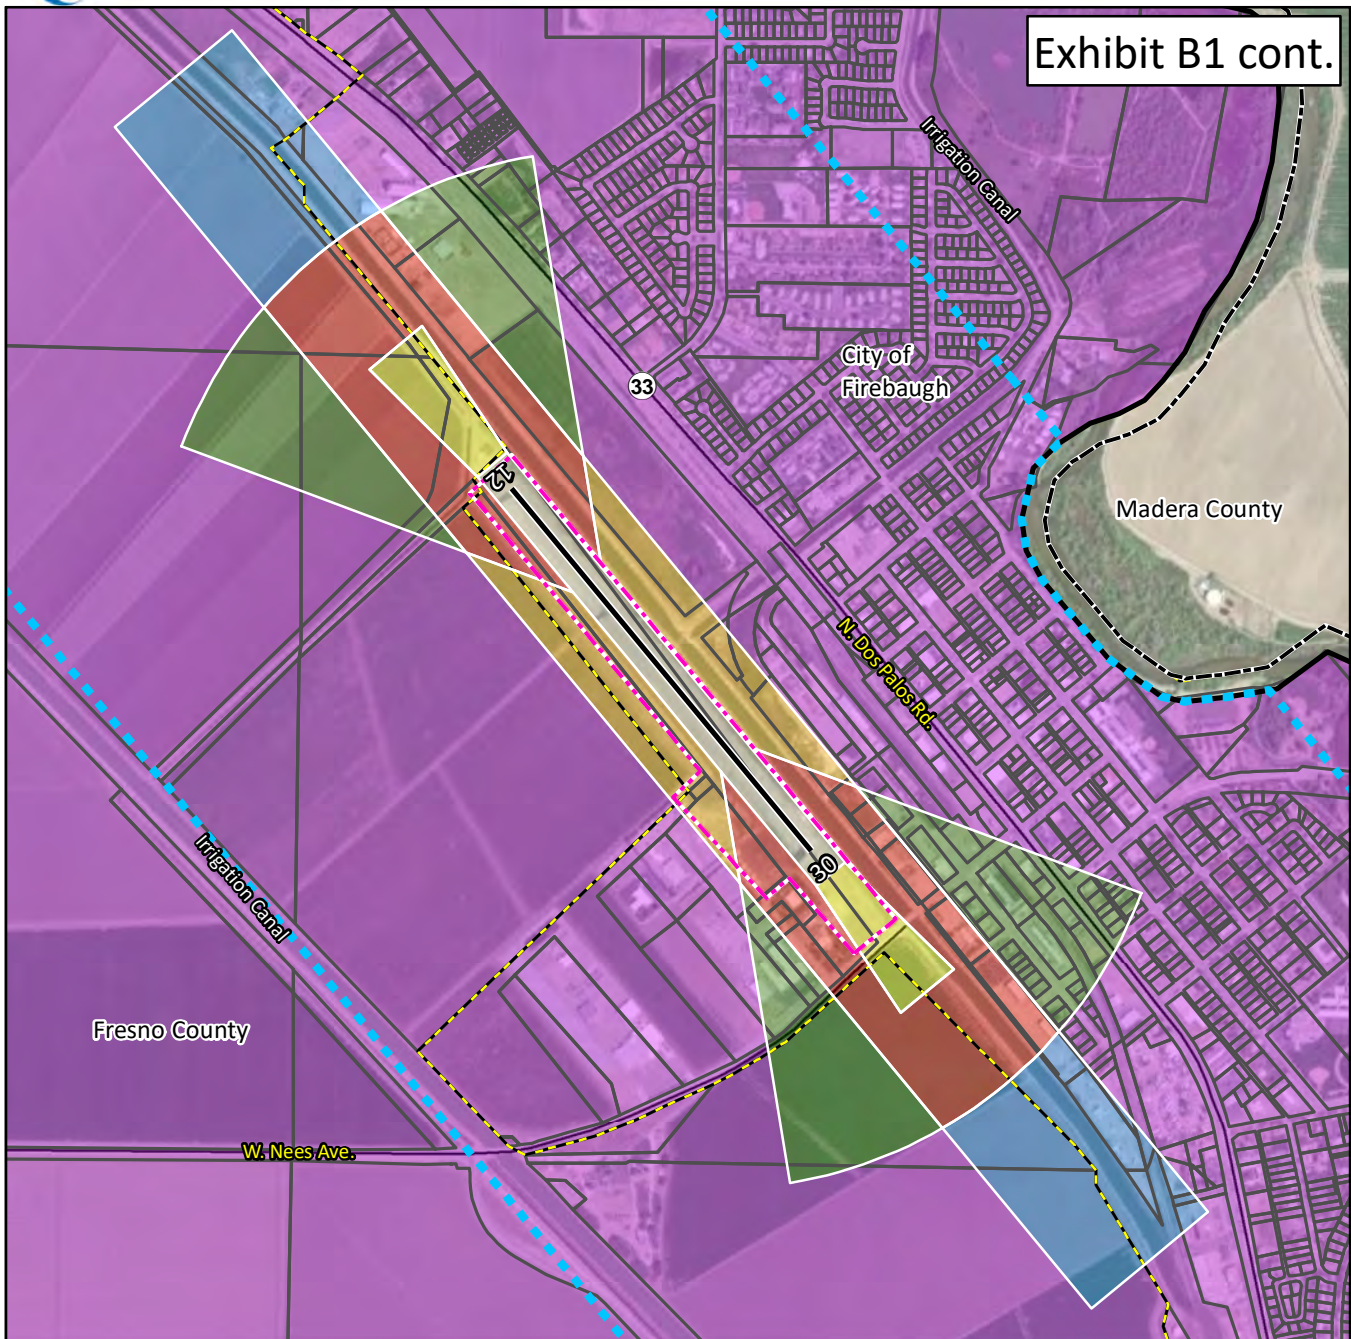 Exhibit B1 cont.
Irrigation Canal
City of
Firebaugh
33
Madera County
12
N. Dos Palos Rd.
30
Irrigation Canal
Fresno County
W. Nees Ave.